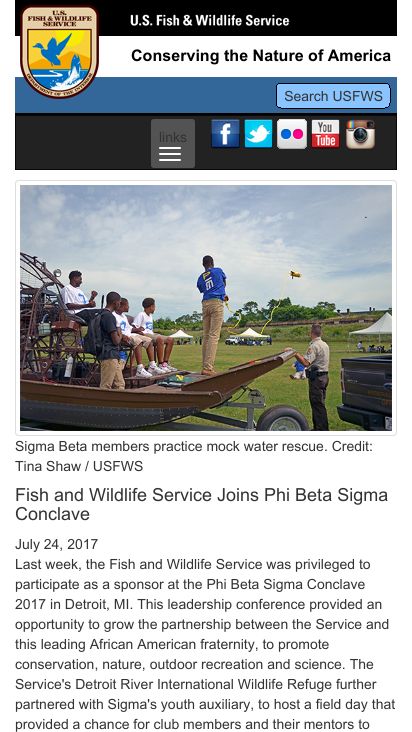 U.S.
FISH & WILDLIFE
SERVICE
DEPARTMENT OF THE INTERIOR
U.S. Fish & Wildlife Service
Conserving the Nature of America
Search USFWS
links
f
You
Tube
Sigma Beta members practice mock water rescue. Credit:
Tina Shaw / USFWS
Fish and Wildlife Service Joins Phi Beta Sigma
Conclave
July 24, 2017
Last week, the Fish and Wildlife Service was privileged to
participate as a sponsor at the Phi Beta Sigma Conclave
2017 in Detroit, MI. This leadership conference provided an
opportunity to grow the partnership between the Service and
this leading African American fraternity, to promote
conservation, nature, outdoor recreation and science. The
Service's Detroit River International Wildlife Refuge further
partnered with Sigma's youth auxiliary, to host a field day that
provided a chance for club members and their mentors to